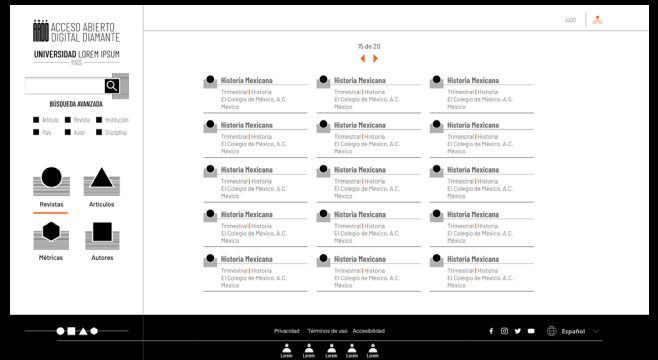 AADD
ACCESO ABIERTO
DIGITAL DIAMANTE
UNIVERSIDAD LOREM IPSUM
PAÍS
BÚSQUEDA AVANZADA
Artículo Revista Institución
País Autor Disciplina
Revistas Artículos
Métricas Autores
AADD
15 de 20
Historia Mexicana Historia Mexicana Historia Mexicana
Trimestral | Historia Trimestral | Historia Trimestral | Historia
El Colegio de México, A.C. El Colegio de México, A.C. El Colegio de México, A.C.
México México México
Historia Mexicana Historia Mexicana Historia Mexicana
Trimestral | Historia Trimestral | Historia Trimestral | Historia
El Colegio de México, A.C. El Colegio de México, A.C. El Colegio de México, A.C.
México México México
Historia Mexicana Historia Mexicana Historia Mexicana
Trimestral | Historia Trimestral | Historia Trimestral | Historia
El Colegio de México, A.C. El Colegio de México, A.C. El Colegio de México, A.C.
México México México
Historia Mexicana Historia Mexicana Historia Mexicana
Trimestral | Historia Trimestral | Historia Trimestral | Historia
El Colegio de México, A.C. El Colegio de México, A.C. El Colegio de México, A.C.
México México México
Historia Mexicana Historia Mexicana Historia Mexicana
Trimestral | Historia Trimestral | Historia Trimestral | Historia
El Colegio de México, A.C. El Colegio de México, A.C. El Colegio de México, A.C.
México México México
Privacidad Términos de uso Accesibilidad
Español
Lorem Lorem Lorem Lorem Lorem